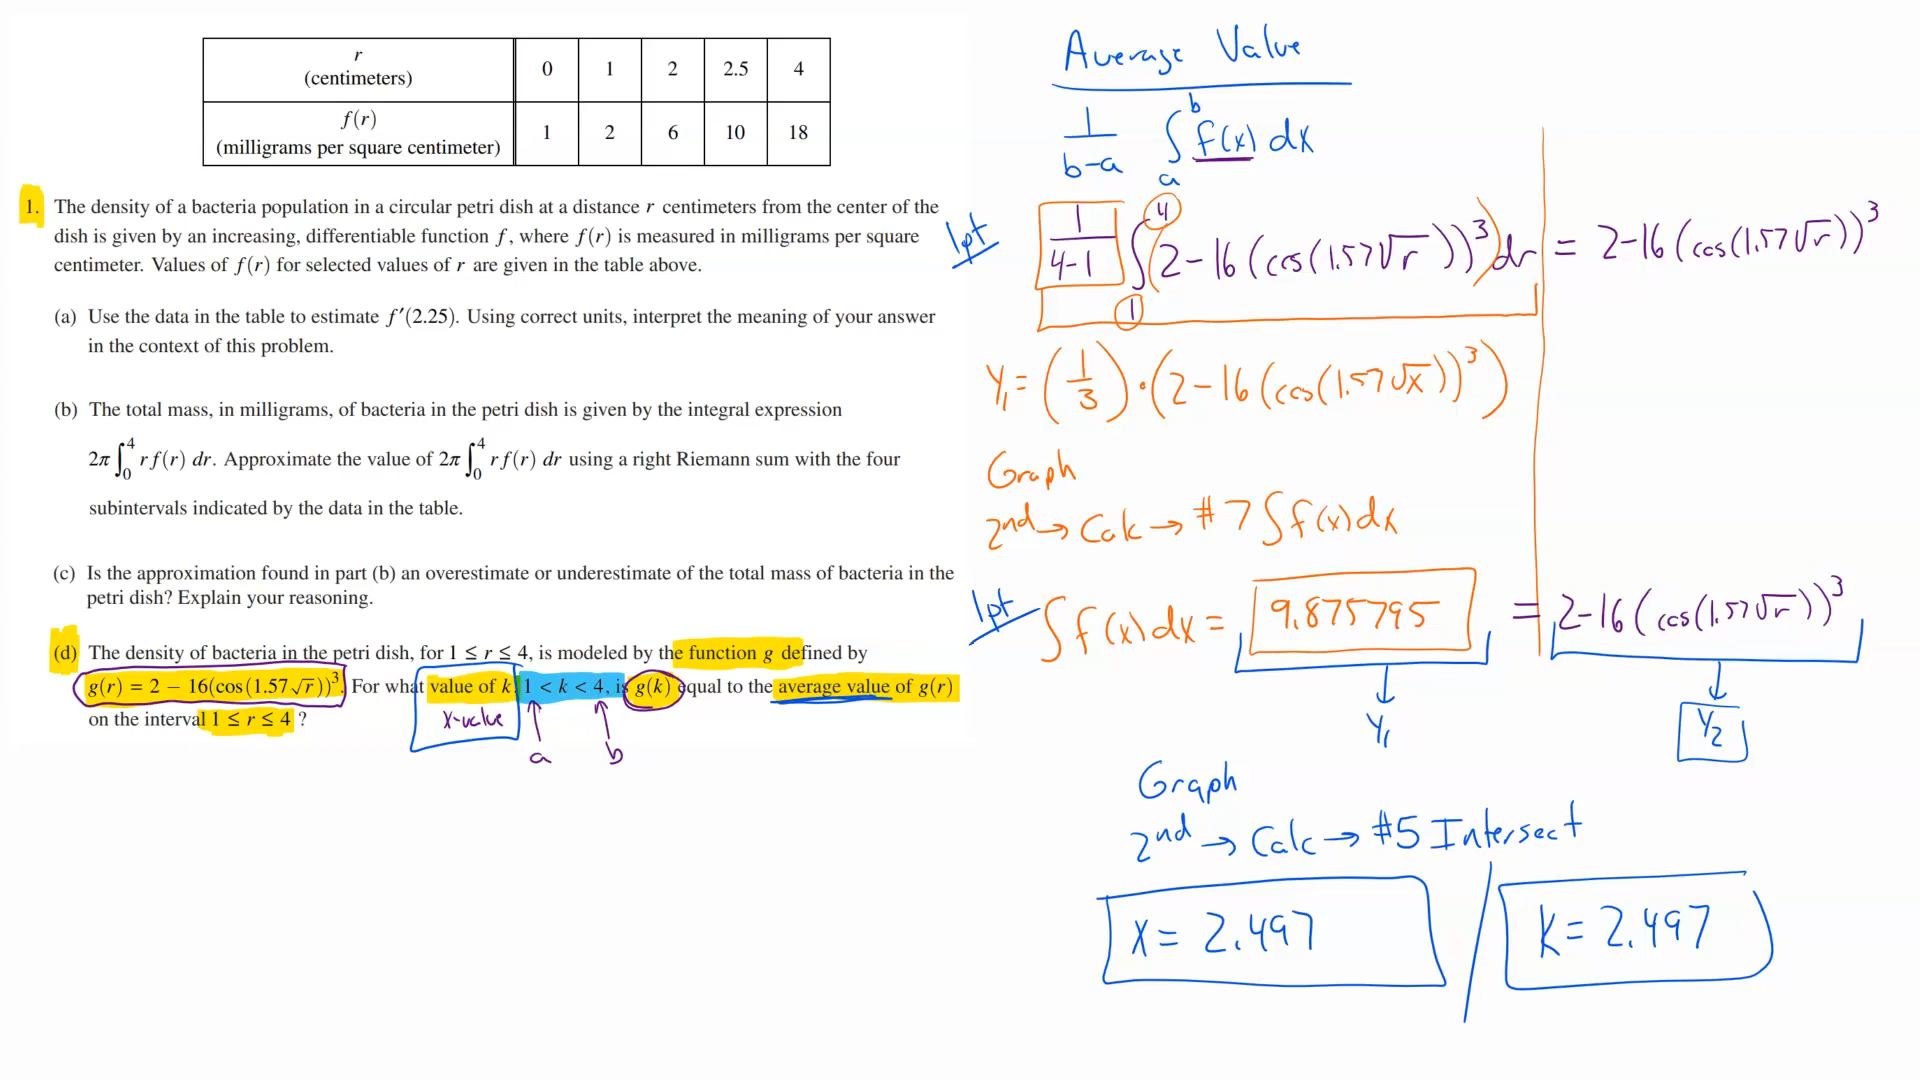 r
(centimeters) 0 1 2 2.5 4
f(r)
(milligrams per square centimeter) 1 2 6 10 18
1. The density of a bacteria population in a circular petri dish at a distance r centimeters from the center of the
dish is given by an increasing, differentiable function f, where f(r) is measured in milligrams per square
centimeter. Values of f(r) for selected values of r are given in the table above.
(a) Use the data in the table to estimate f′(2.25). Using correct units, interpret the meaning of your answer
in the context of this problem.
(b) The total mass, in milligrams, of bacteria in the petri dish is given by the integral expression
2π ∫₀⁴ r f(r) dr. Approximate the value of 2π ∫₀⁴ r f(r) dr using a right Riemann sum with the four
subintervals indicated by the data in the table.
(c) Is the approximation found in part (b) an overestimate or underestimate of the total mass of bacteria in the
petri dish? Explain your reasoning.
(d) The density of bacteria in the petri dish, for 1 ≤ r ≤ 4, is modeled by the function g defined by
g(r) = 2 − 16(cos(1.57√r))³. For what value of k, 1 < k < 4, is g(k) equal to the average value of g(r)
on the interval 1 ≤ r ≤ 4 ?
x-value
a b
Average Value
1/(b-a) ∫ₐᵇ f(x) dx
1pt 1/(4-1) ∫₁⁴ (2-16(cos(1.57√r))³) dr = 2-16(cos(1.57√r))³
Y₁ = (1/3)·(2-16(cos(1.57√x))³)
Graph
2nd → Calc → #7 ∫f(x)dx
1pt ∫f(x)dx = 9.875795 = 2-16(cos(1.57√r))³
Y₁ Y₂
Graph
2nd → Calc → #5 Intersect
x = 2.497 / k = 2.497